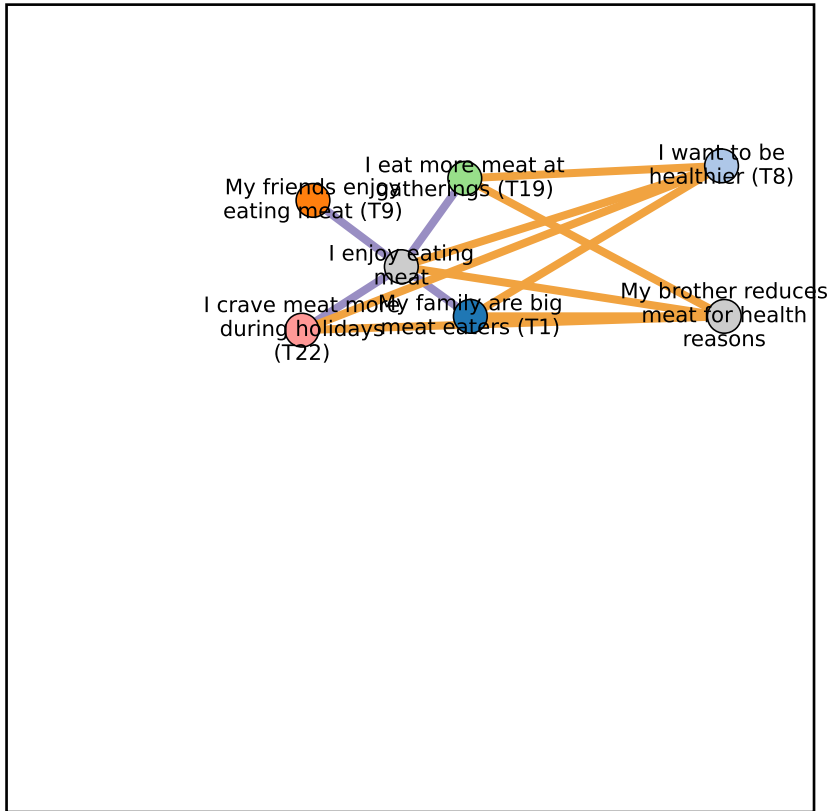 I eat more meat at
gatherings (T19)
I want to be
healthier (T8)
My friends enjoy
eating meat (T9)
I enjoy eating
meat
I crave meat more
during holidays
(T22)
My family are big
meat eaters (T1)
My brother reduces
meat for health
reasons